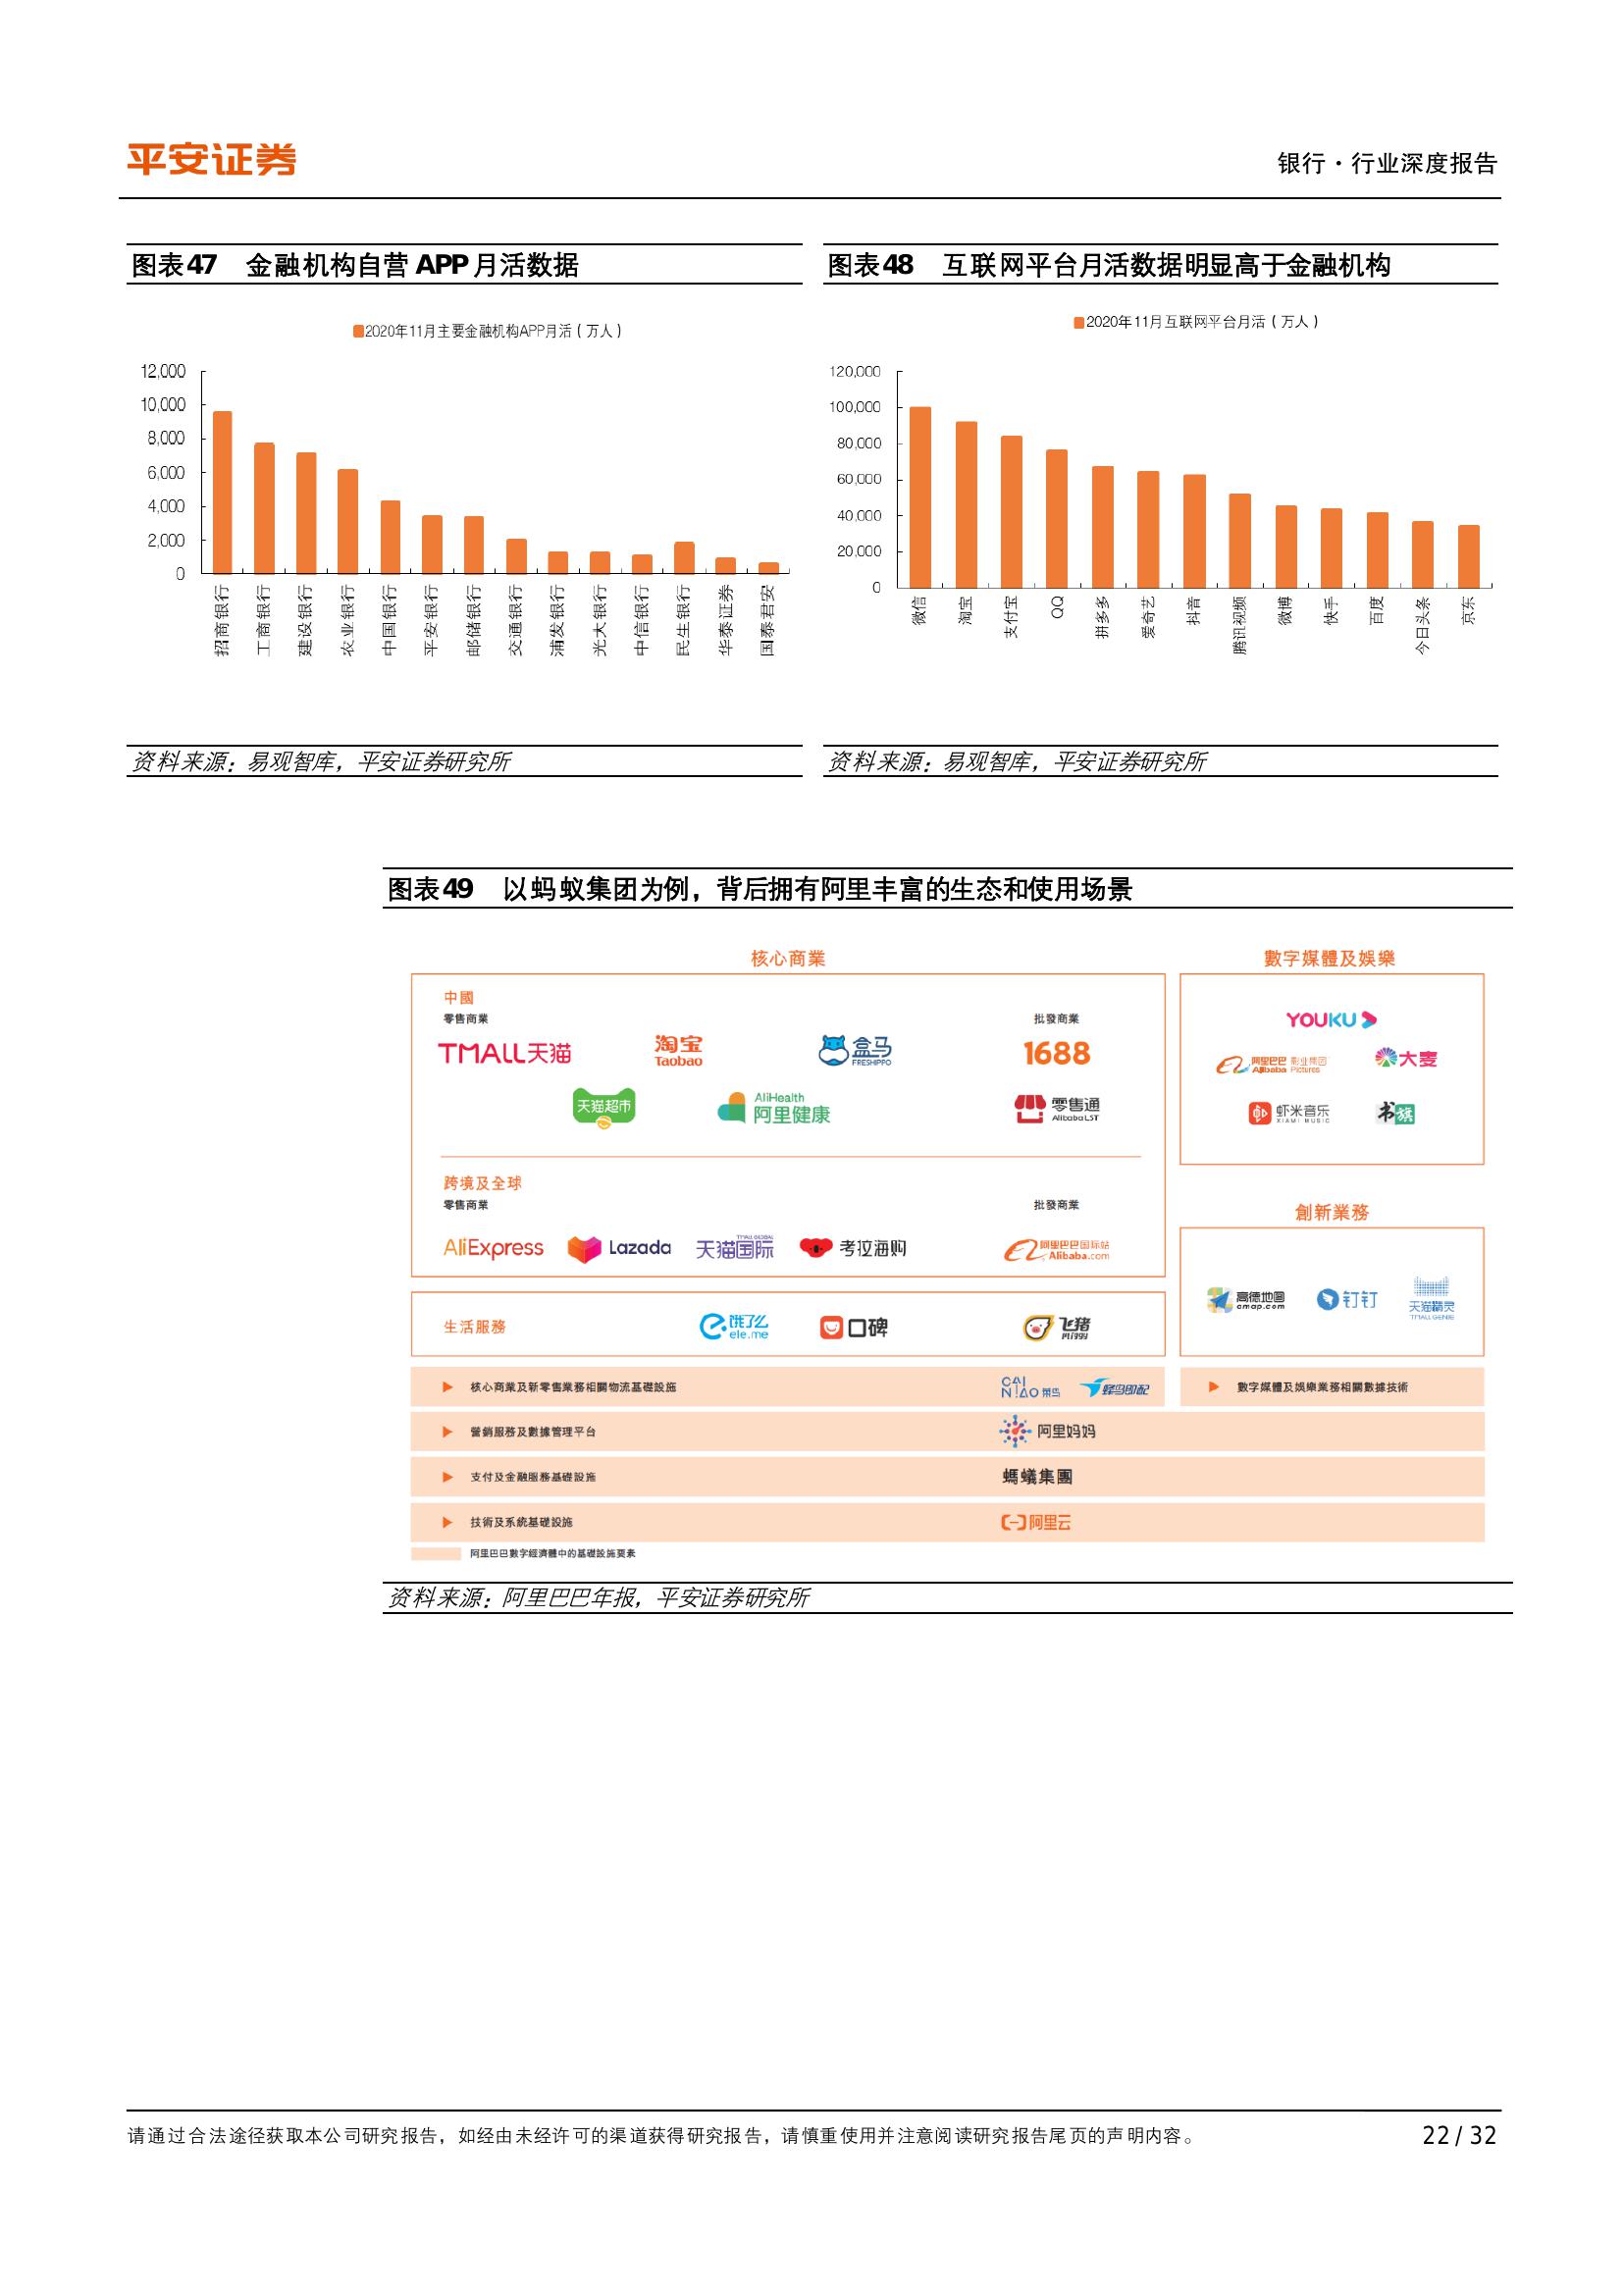 平安证券
银行·行业深度报告
图表47 金融机构自营 APP 月活数据
2020年11月主要金融机构APP月活（万人）
12,000
10,000
8,000
6,000
4,000
2,000
0
招商银行
工商银行
建设银行
农业银行
中国银行
平安银行
邮储银行
交通银行
浦发银行
光大银行
中信银行
民生银行
华泰证券
国泰君安
资料来源：易观智库，平安证券研究所
图表48 互联网平台月活数据明显高于金融机构
2020年11月互联网平台月活（万人）
120,000
100,000
80,000
60,000
40,000
20,000
0
微信
淘宝
支付宝
QQ
拼多多
爱奇艺
抖音
腾讯视频
微博
快手
百度
今日头条
京东
资料来源：易观智库，平安证券研究所
图表49 以蚂蚁集团为例，背后拥有阿里丰富的生态和使用场景
核心商業
中國
零售商業
批發商業
TMALL天猫
淘宝
Taobao
盒马
FRESHIPPO
1688
天猫超市
AliHealth
阿里健康
零售通
Alibaba LST
跨境及全球
零售商業
批發商業
AliExpress
Lazada
TMALL GLOBAL
天猫国际
考拉海购
阿里巴巴国际站
Alibaba.com
生活服務
饿了么
ele.me
口碑
飞猪
Fliggy
數字媒體及娛樂
YOUKU
阿里巴巴 影业集团
Alibaba Pictures
大麦
虾米音乐
XIAMI MUSIC
书旗
創新業務
高德地图
amap.com
钉钉
天猫精灵
TMALL GENIE
核心商業及新零售業務相關物流基礎設施
CAI
NIAO 菜鸟
蜂鸟即配
數字媒體及娛樂業務相關數據技術
營銷服務及數據管理平台
阿里妈妈
支付及金融服務基礎設施
螞蟻集團
技術及系統基礎設施
阿里云
阿里巴巴數字經濟體中的基礎設施要素
资料来源：阿里巴巴年报，平安证券研究所
请通过合法途径获取本公司研究报告，如经由未经许可的渠道获得研究报告，请慎重使用并注意阅读研究报告尾页的声明内容。
22 / 32